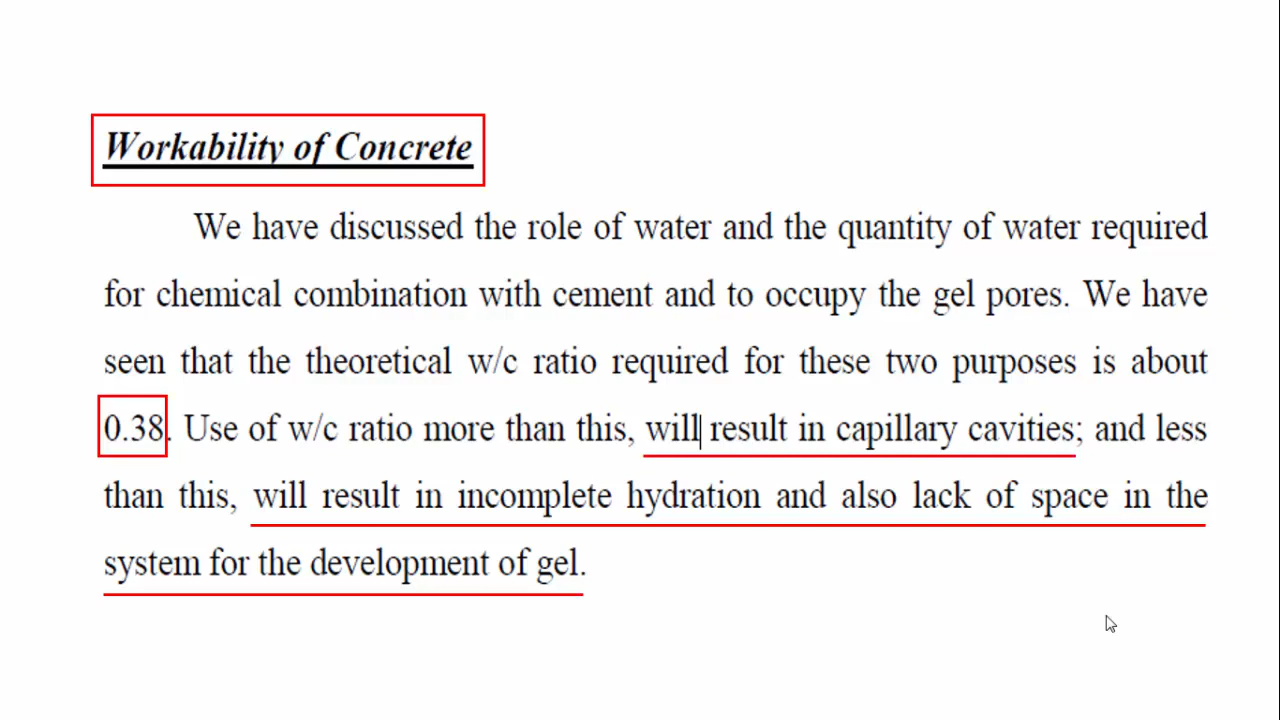 Workability of Concrete
We have discussed the role of water and the quantity of water required
for chemical combination with cement and to occupy the gel pores. We have
seen that the theoretical w/c ratio required for these two purposes is about
0.38. Use of w/c ratio more than this, will result in capillary cavities; and less
than this, will result in incomplete hydration and also lack of space in the
system for the development of gel.